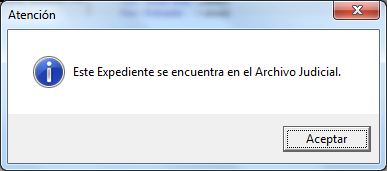 Atención
Este Expediente se encuentra en el Archivo Judicial.
Aceptar